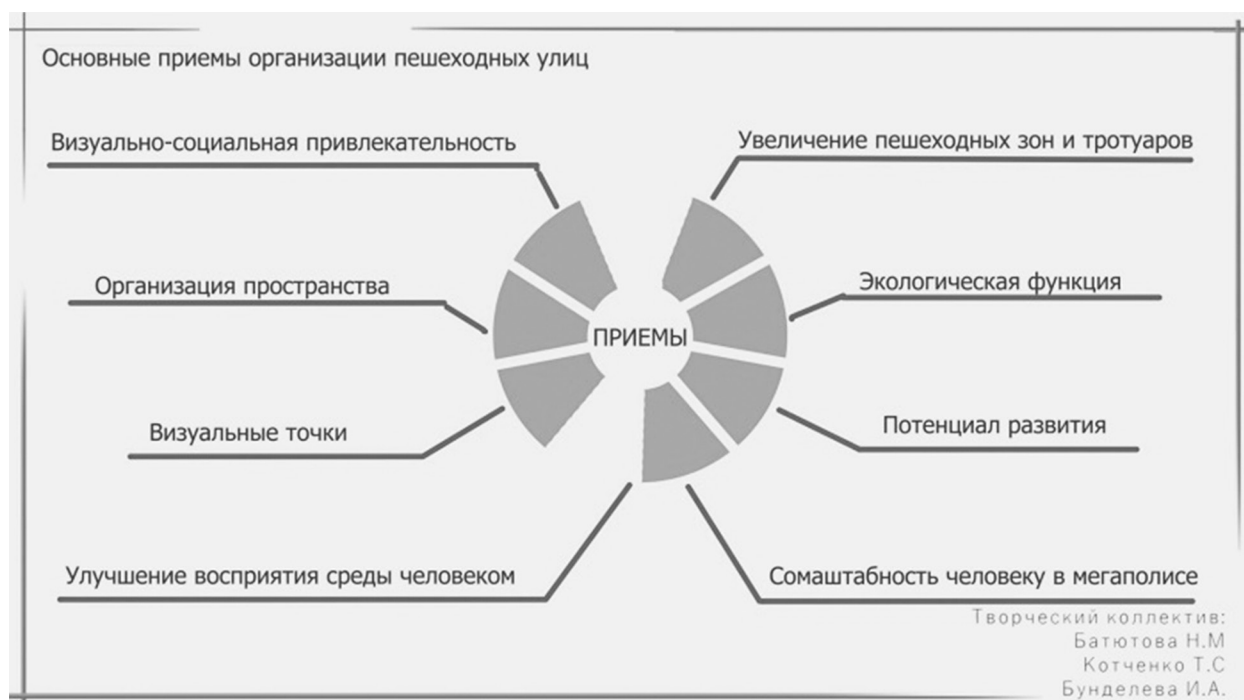 Основные приемы организации пешеходных улиц
Визуально-социальная привлекательность
Увеличение пешеходных зон и тротуаров
Организация пространства
Экологическая функция
ПРИЕМЫ
Визуальные точки
Потенциал развития
Улучшение восприятия среды человеком
Сомаштабность человеку в мегаполисе
Творческий коллектив:
Батютова Н.М
Котченко Т.С
Бунделева И.А.